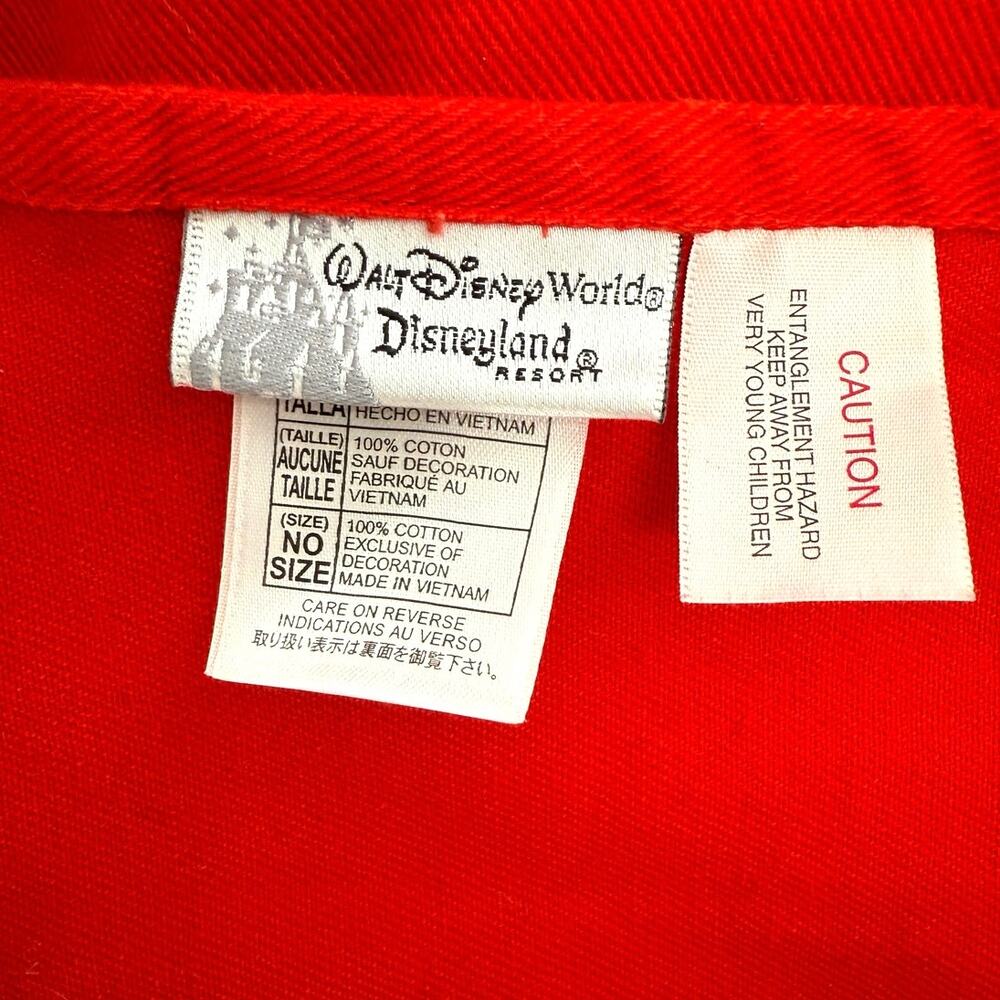 WALT DISNEY World®
Disneyland®
RESORT
TALLA
HECHO EN VIETNAM
(TAILLE)
AUCUNE
TAILLE
100% COTON
SAUF DECORATION
FABRIQUÉ AU
VIETNAM
(SIZE)
NO
SIZE
100% COTTON
EXCLUSIVE OF
DECORATION
MADE IN VIETNAM
CARE ON REVERSE
INDICATIONS AU VERSO
取り扱い表示は裏面を御覧下さい。
CAUTION
ENTANGLEMENT HAZARD
KEEP AWAY FROM
VERY YOUNG CHILDREN